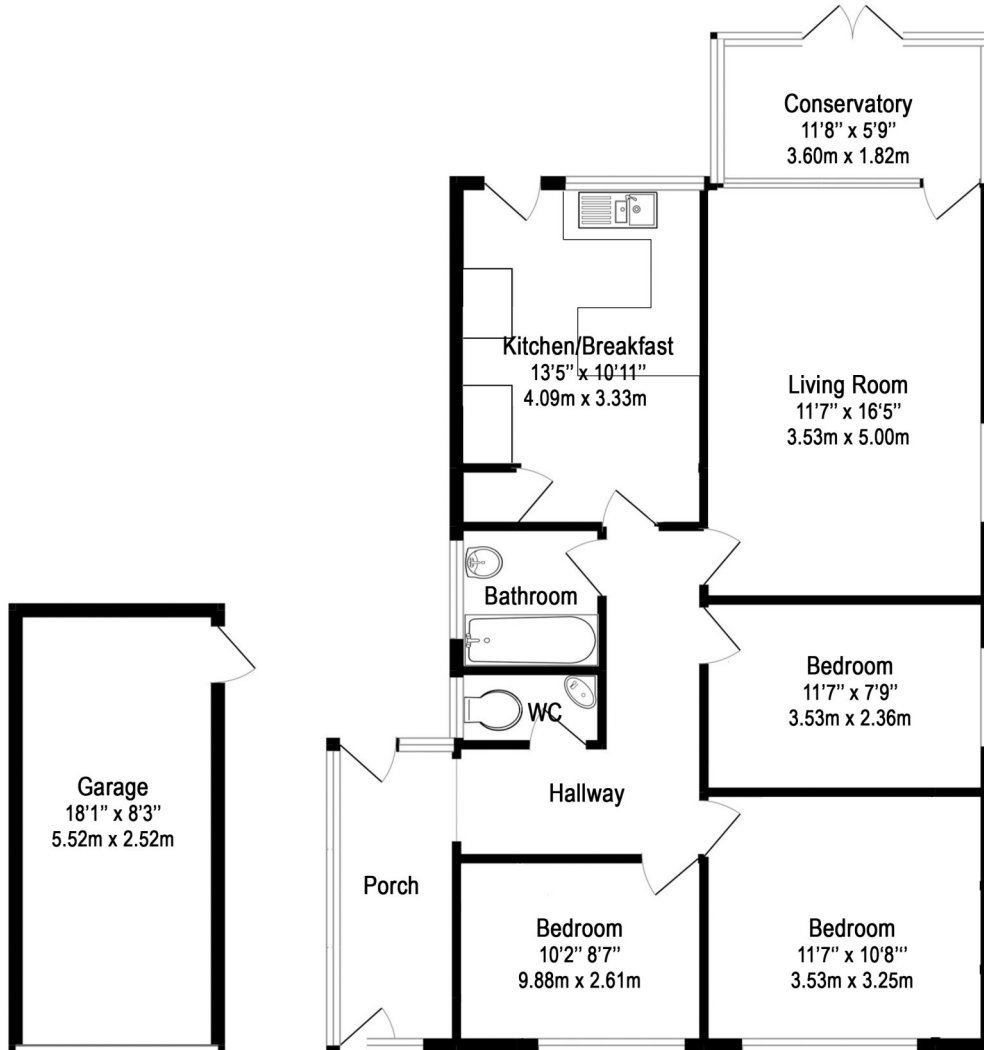 Conservatory
11’8’’ x 5’9’’
3.60m x 1.82m
Kitchen/Breakfast
13’5’’ x 10’11’’
4.09m x 3.33m
Living Room
11’7’’ x 16‘5’’
3.53m x 5.00m
Bathroom
Bedroom
11’7’’ x 7’9’’
3.53m x 2.36m
WC
Garage
18’1’’ x 8’3’’
5.52m x 2.52m
Hallway
Porch
Bedroom
10’2’’ 8’7’’
9.88m x 2.61m
Bedroom
11’7’’ x 10’8’’’
3.53m x 3.25m